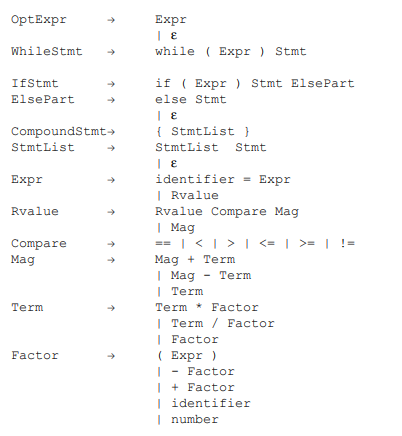 OptExpr → Expr
| ε
WhileStmt → while ( Expr ) Stmt
IfStmt → if ( Expr ) Stmt ElsePart
ElsePart → else Stmt
| ε
CompoundStmt→ { StmtList }
StmtList → StmtList Stmt
| ε
Expr → identifier = Expr
| Rvalue
Rvalue → Rvalue Compare Mag
| Mag
Compare → == | < | > | <= | >= | !=
Mag → Mag + Term
| Mag - Term
| Term
Term → Term * Factor
| Term / Factor
| Factor
Factor → ( Expr )
| - Factor
| + Factor
| identifier
| number